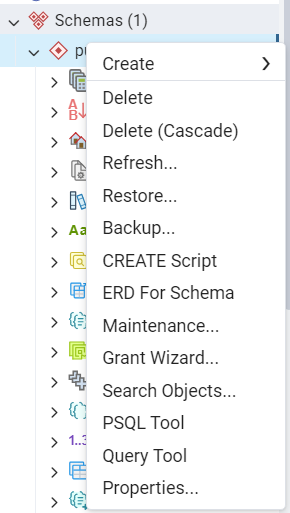 Schemas (1)
Create
Delete
Delete (Cascade)
Refresh...
Restore...
Backup...
CREATE Script
ERD For Schema
Maintenance...
Grant Wizard...
Search Objects...
PSQL Tool
Query Tool
Properties...